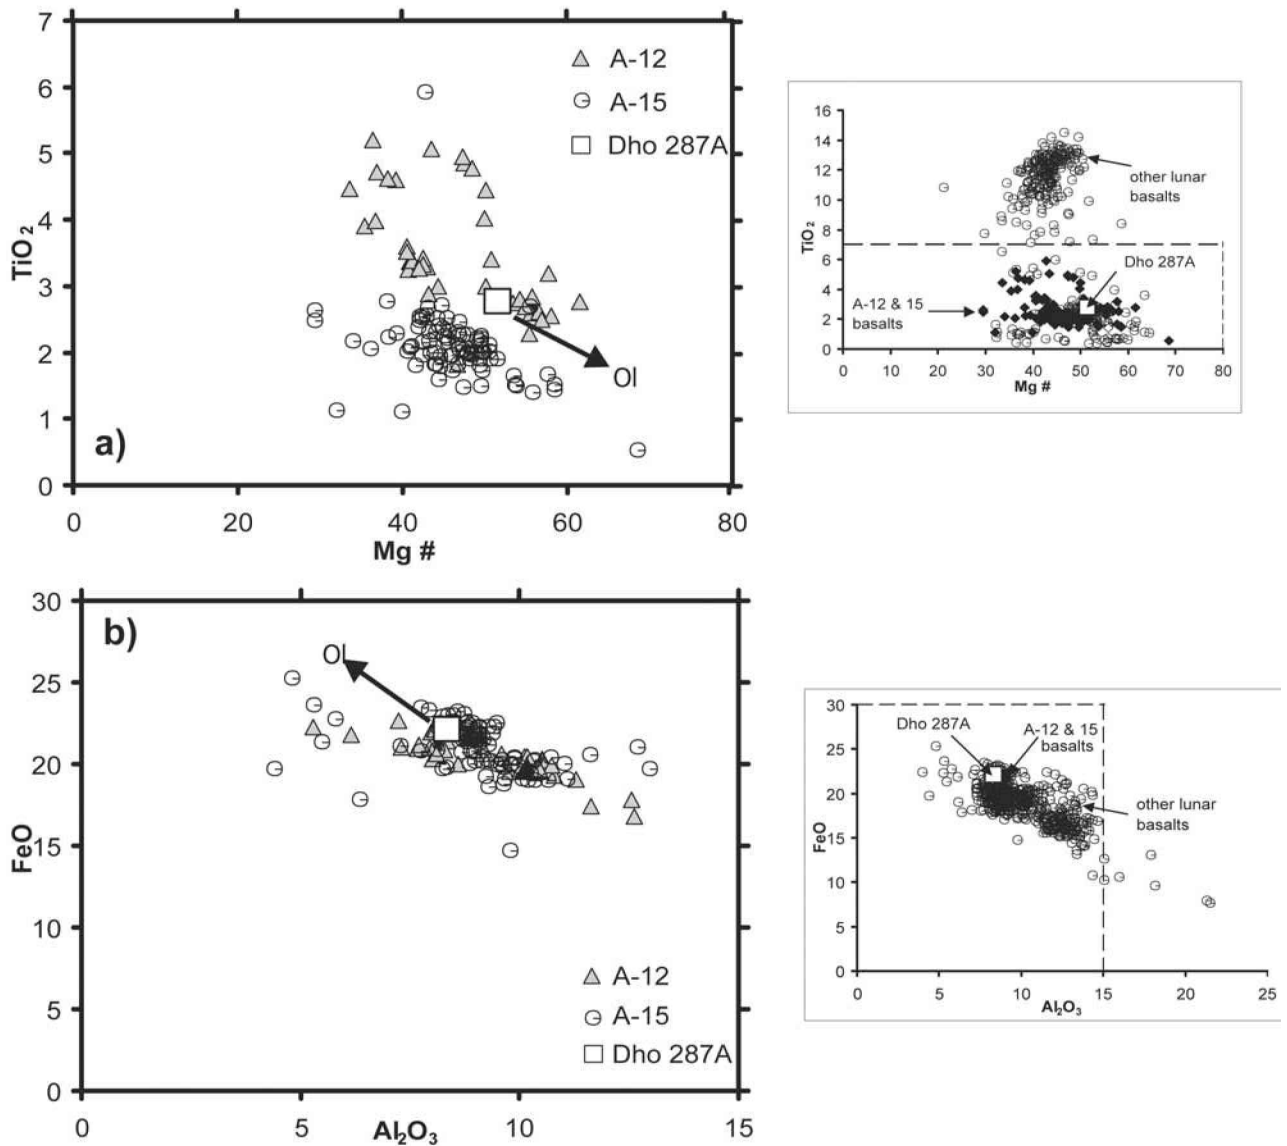 7
6
5
4
3
2
1
0
TiO₂
A-12
A-15
Dho 287A
Ol
a)
0 20 40 60 80
Mg #
16
14
12
10
8
6
4
2
0
TiO₂
other lunar
basalts
Dho 287A
A-12 & 15
basalts
0 10 20 30 40 50 60 70 80
Mg #
30
25
20
15
10
5
0
FeO
b)
Ol
A-12
A-15
Dho 287A
0 5 10 15
Al₂O₃
30
25
20
15
10
5
0
FeO
Dho 287A
A-12 & 15
basalts
other lunar
basalts
0 5 10 15 20 25
Al₂O₃